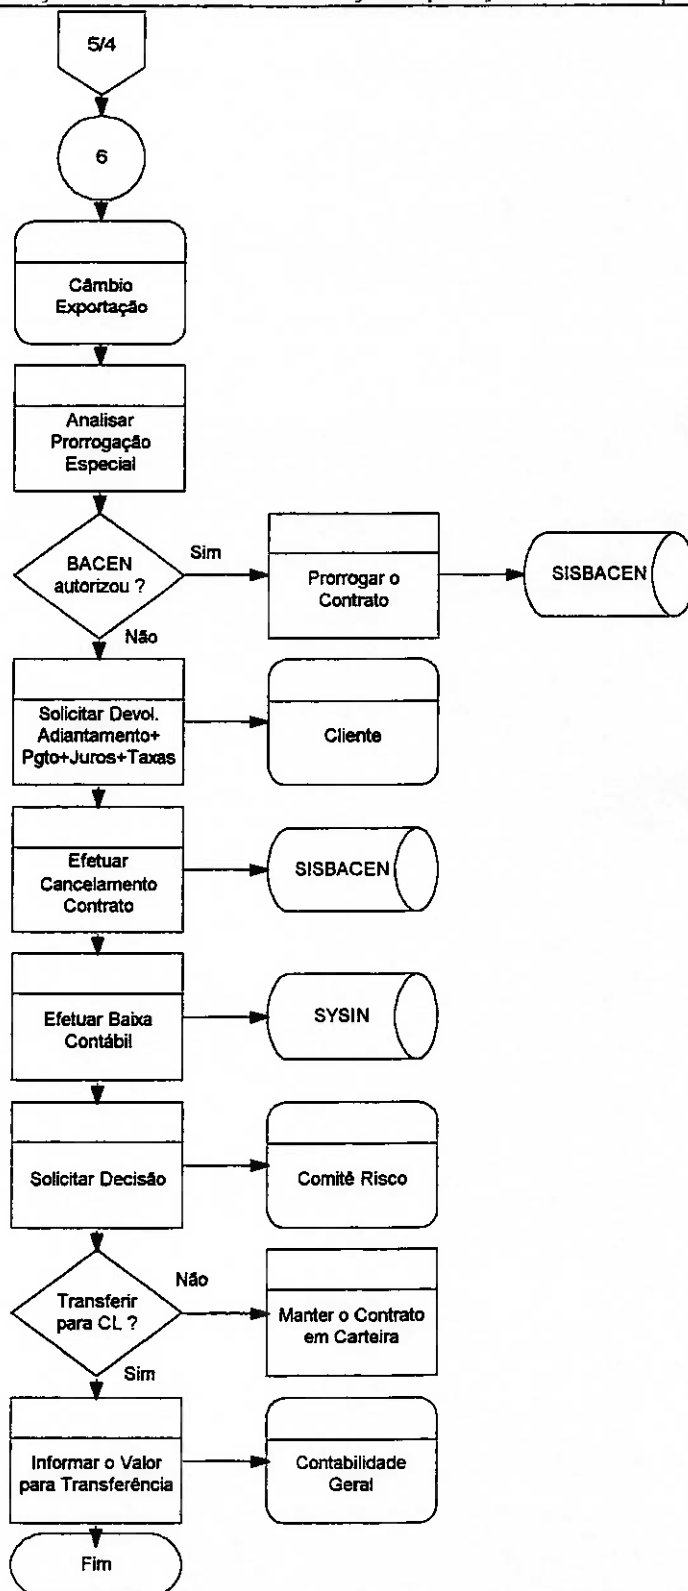 5/4
6
Câmbio
Exportação
Analisar
Prorrogação
Especial
BACEN
autorizou ?
Sim
Prorrogar o
Contrato
SISBACEN
Não
Solicitar Devol.
Adiantamento+
Pgto+Juros+Taxas
Cliente
Efetuar
Cancelamento
Contrato
SISBACEN
Efetuar Baixa
Contábil
SYSIN
Solicitar Decisão
Comitê Risco
Transferir
para CL ?
Não
Manter o Contrato
em Carteira
Sim
Informar o Valor
para Transferência
Contabilidade
Geral
Fim